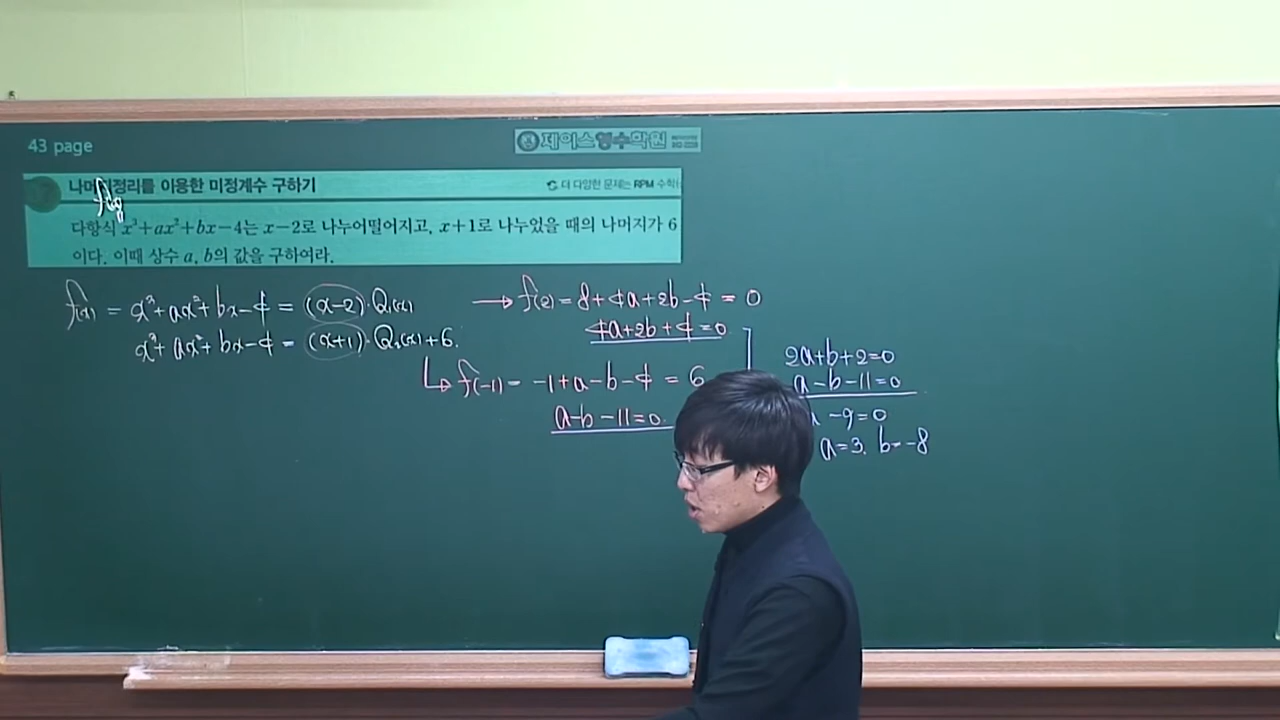 43 page
제이스영수학원
나머지정리를 이용한 미정계수 구하기
더 다양한 문제는 RPM 수학
f(x)
다항식 x³+ax²+bx−4는 x−2로 나누어떨어지고, x+1로 나누었을 때의 나머지가 6
이다. 이때 상수 a, b의 값을 구하여라.
f(x) = x³+ax²+bx−4 = (x−2)·Q₁(x)
x³+ax²+bx−4 = (x+1)·Q₂(x)+6.
→ f(2) = 8+4a+2b−4 = 0
4a+2b+4=0
f(−1) = −1+a−b−4 = 6
a−b−11=0
2a+b+2=0
a−b−11=0
−9=0
a=3. b=−8